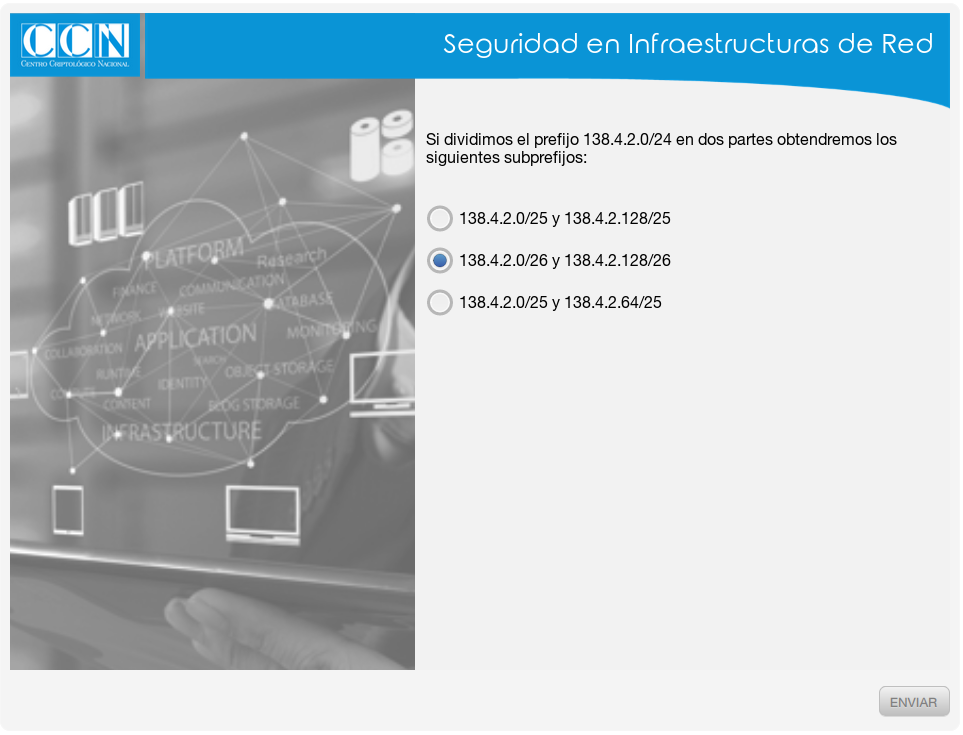 CCN
CENTRO CRIPTOLÓGICO NACIONAL
Seguridad en Infraestructuras de Red
Si dividimos el prefijo 138.4.2.0/24 en dos partes obtendremos los
siguientes subprefijos:
138.4.2.0/25 y 138.4.2.128/25
138.4.2.0/26 y 138.4.2.128/26
138.4.2.0/25 y 138.4.2.64/25
PLATFORM
Research
FINANCE
COMMUNICATION
NETWORK
WEBSITE
DATABASE
APPLICATION
MONITORING
COLLABORATION
SEARCH
RUNTIME
IDENTITY
OBJECT STORAGE
COMPUTE
CONTENT
BLOG STORAGE
INFRASTRUCTURE
ENVIAR